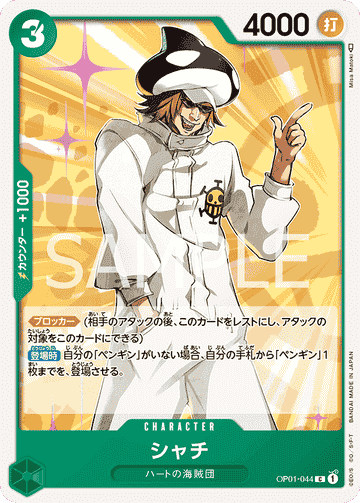 3
4000
打
Misa Matoki
カウンター +1000
SAMPLE
ブロッカー (相手のアタックの後、このカードをレストにし、アタックの
対象をこのカードにできる)
登場時 自分の「ペンギン」がいない場合、自分の手札から「ペンギン」1
枚までを、登場させる。
CHARACTER
シャチ
ハートの海賊団
OP01-044 C 1
©E.O./S. ©O./S.F.T BANDAI MADE IN JAPAN